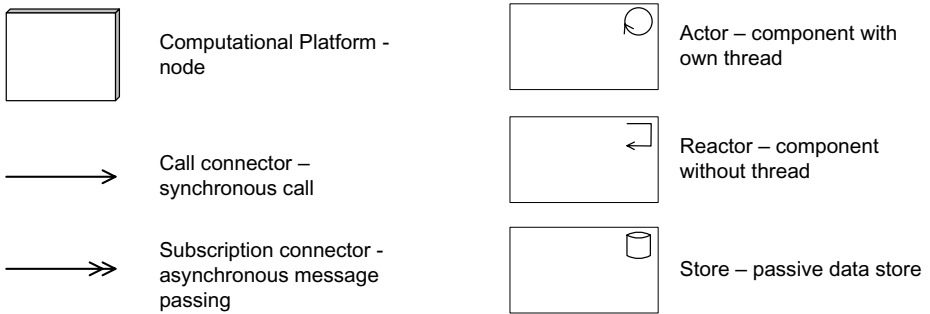 Computational Platform -
node
Call connector –
synchronous call
Subscription connector -
asynchronous message
passing
Actor – component with
own thread
Reactor – component
without thread
Store – passive data store